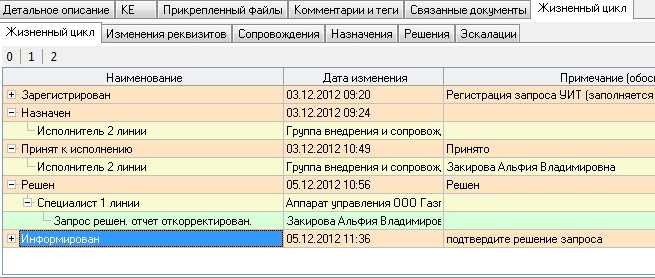 Детальное описание КЕ Прикрепленный файлы Комментарии и теги Связанные документы Жизненный цикл
Жизненный цикл Изменения реквизитов Сопровождения Назначения Решения Эскалации
0 1 2
Наименование Дата изменения Примечание (обос
Зарегистрирован 03.12.2012 09:20 Регистрация запроса УИТ (заполняется
Назначен 03.12.2012 09:24
Исполнитель 2 линии Группа внедрения и сопровож,
Принят к исполнению 03.12.2012 10:49 Принято
Исполнитель 2 линии Группа внедрения и сопровож, Закирова Альфия Владимировна
Решен 05.12.2012 10:56 Решен
Специалист 1 линии Аппарат управления ООО Газг
Запрос решен. отчет откорректирован. Закирова Альфия Владимиров
Информирован 05.12.2012 11:36 подтвердите решение запроса